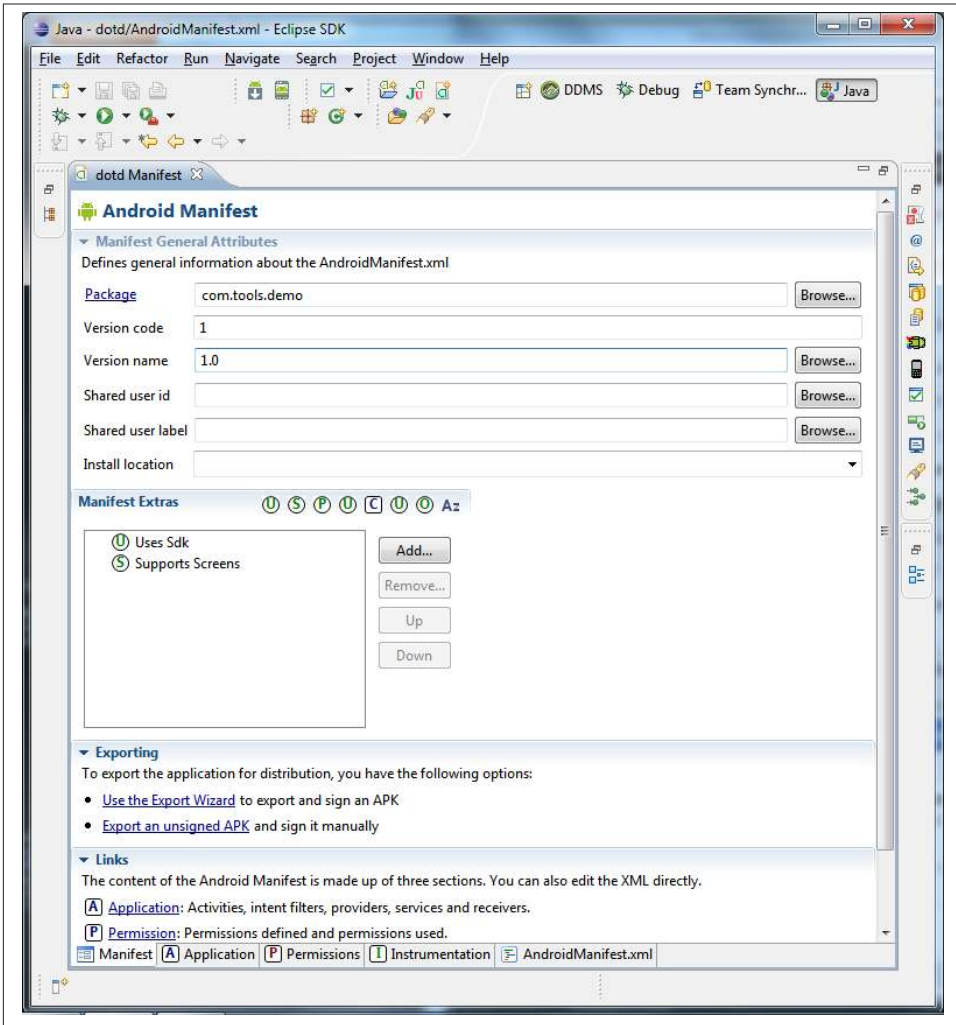 Java - dotd/AndroidManifest.xml - Eclipse SDK
File Edit Refactor Run Navigate Search Project Window Help
DDMS Debug Team Synchr... Java
dotd Manifest
Android Manifest
Manifest General Attributes
Defines general information about the AndroidManifest.xml
Package com.tools.demo Browse...
Version code 1
Version name 1.0 Browse...
Shared user id Browse...
Shared user label Browse...
Install location
Manifest Extras U S P U C U O Az
U Uses Sdk
S Supports Screens
Add...
Remove...
Up
Down
Exporting
To export the application for distribution, you have the following options:
• Use the Export Wizard to export and sign an APK
• Export an unsigned APK and sign it manually
Links
The content of the Android Manifest is made up of three sections. You can also edit the XML directly.
A Application: Activities, intent filters, providers, services and receivers.
P Permission: Permissions defined and permissions used.
Manifest A Application P Permissions I Instrumentation AndroidManifest.xml